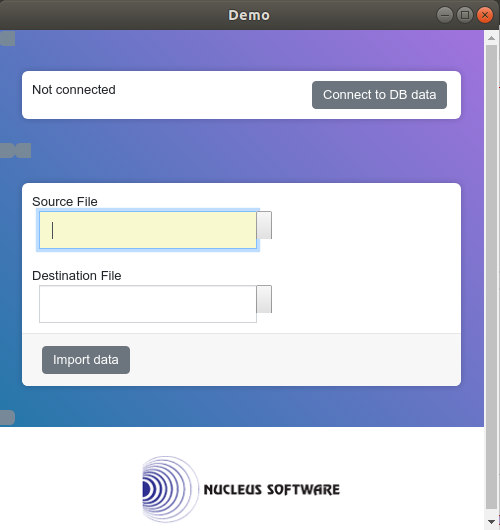 Demo
Not connected
Connect to DB data
Source File
Destination File
Import data
NUCLEUS SOFTWARE